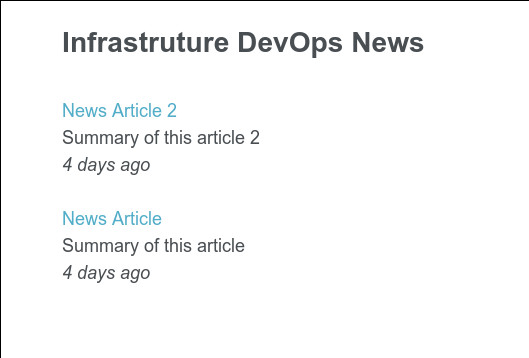 Infrastruture DevOps News
News Article 2
Summary of this article 2
4 days ago
News Article
Summary of this article
4 days ago